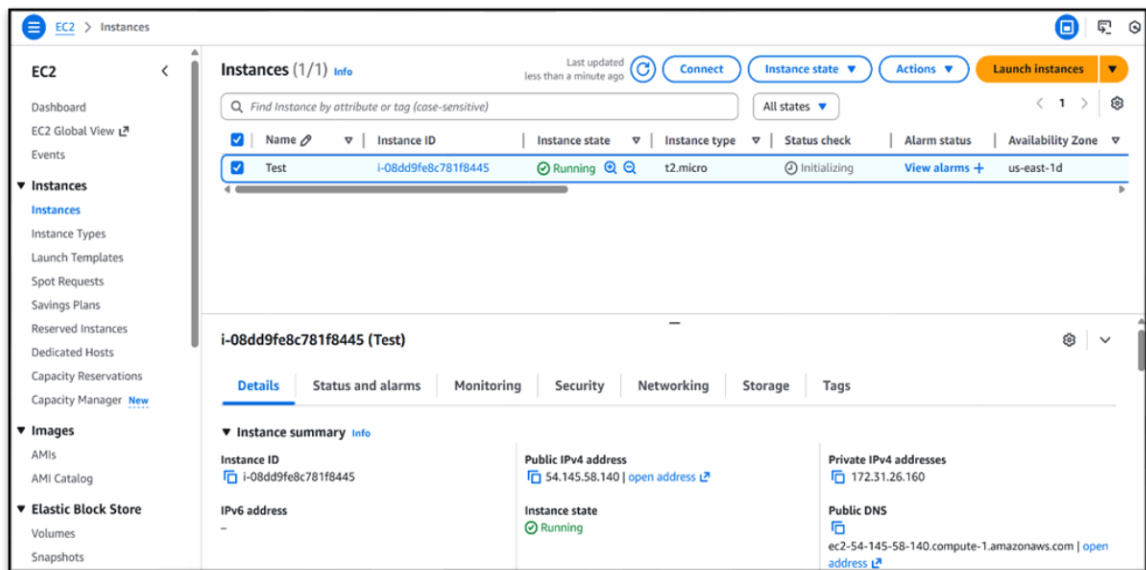 EC2 > Instances
EC2
Dashboard
EC2 Global View
Events
Instances
Instances
Instance Types
Launch Templates
Spot Requests
Savings Plans
Reserved Instances
Dedicated Hosts
Capacity Reservations
Capacity Manager New
Images
AMIs
AMI Catalog
Elastic Block Store
Volumes
Snapshots
Instances (1/1) Info
Last updated
less than a minute ago
Connect
Instance state
Actions
Launch instances
Find Instance by attribute or tag (case-sensitive)
All states
1
Name Instance ID Instance state Instance type Status check Alarm status Availability Zone
Test i-08dd9fe8c781f8445 Running t2.micro Initializing View alarms + us-east-1d
i-08dd9fe8c781f8445 (Test)
Details Status and alarms Monitoring Security Networking Storage Tags
Instance summary Info
Instance ID
i-08dd9fe8c781f8445
Public IPv4 address
54.145.58.140 | open address
Private IPv4 addresses
172.31.26.160
IPv6 address
–
Instance state
Running
Public DNS
ec2-54-145-58-140.compute-1.amazonaws.com | open
address